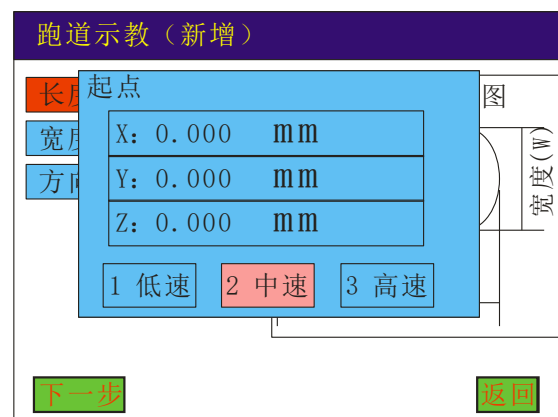 跑道示教（新增）
起点
长度
图
X: 0.000 mm
宽度
Y: 0.000 mm
方向
宽度(W)
Z: 0.000 mm
1 低速 2 中速 3 高速
下一步 返回